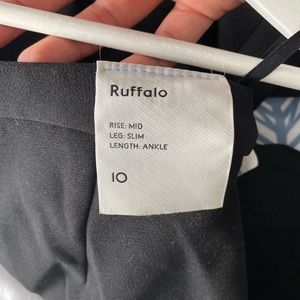 Ruffalo
RISE: MID
LEG: SLIM
LENGTH: ANKLE
10